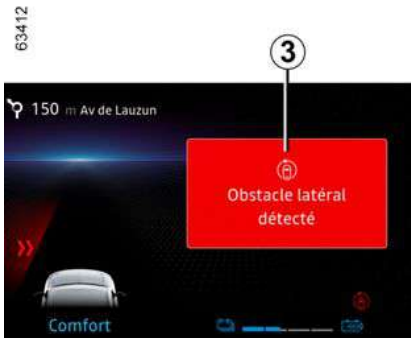 63412
3
150 m Av de Lauzun
Obstacle latéral
détecté
Comfort